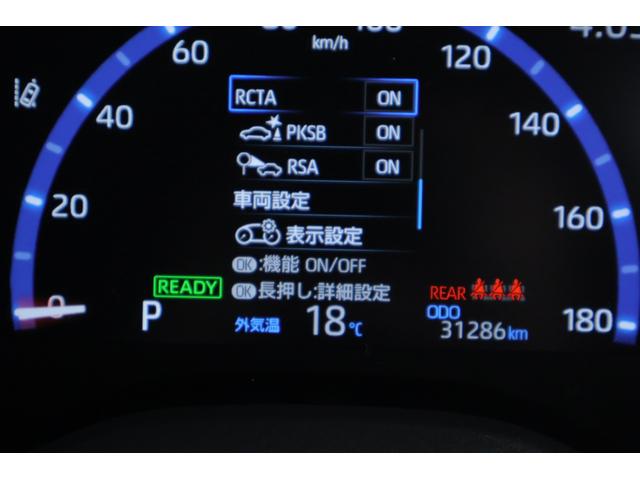 100
km/h
60
120
RCTA ON
40
PKSB ON
140
RSA ON
車両設定
20
160
表示設定
OK:機能 ON/OFF
READY
OK長押し:詳細設定
REAR
0
P
外気温 18℃
ODO
31286km
180